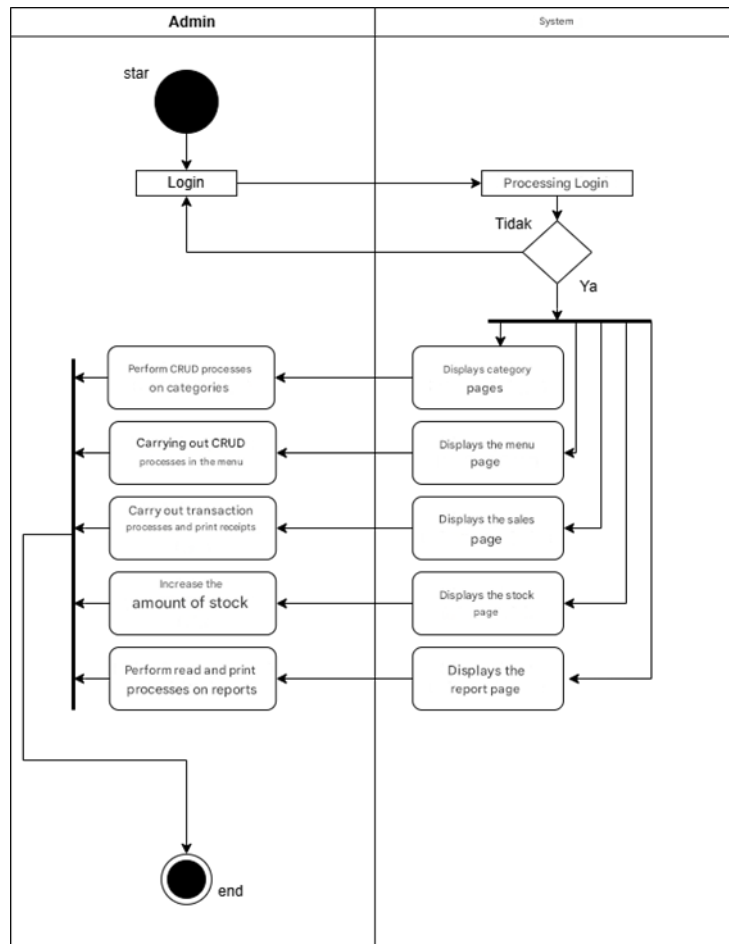 Admin
System
star
Login
Processing Login
Tidak
Ya
Perform CRUD processes
on categories
Displays category
pages
Carrying out CRUD
processes in the menu
Displays the menu
page
Carry out transaction
processes and print receipts
Displays the sales
page
Increase the
amount of stock
Displays the stock
page
Perform read and print
processes on reports
Displays the
report page
end